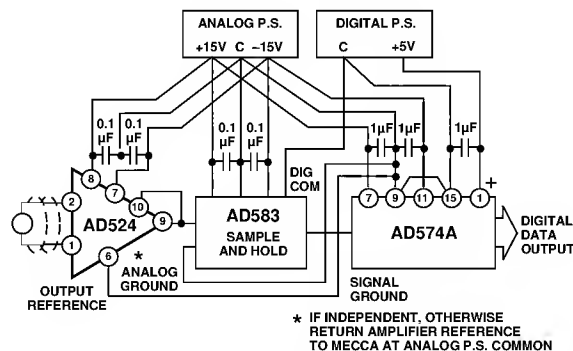 ANALOG P.S.
+15V C –15V
DIGITAL P.S.
C +5V
0.1 µF
0.1 µF
0.1 µF
0.1 µF
1µF
1µF
1µF
DIG COM
8
7
10
9
2
1
6
AD524
* ANALOG GROUND
OUTPUT REFERENCE
AD583
SAMPLE AND HOLD
7
9
11
15
1
+
AD574A
DIGITAL DATA OUTPUT
SIGNAL GROUND
* IF INDEPENDENT, OTHERWISE
RETURN AMPLIFIER REFERENCE
TO MECCA AT ANALOG P.S. COMMON